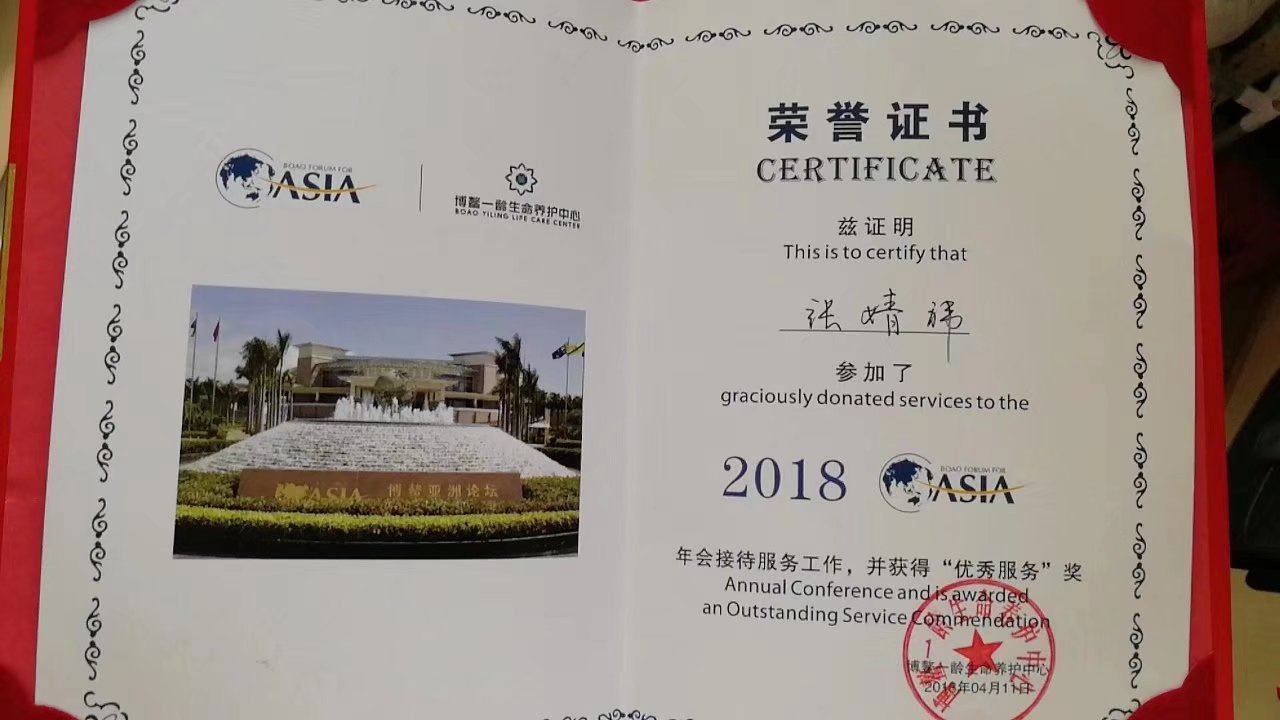 BOAO FORUM FOR
ASIA
博鳌一龄生命养护中心
BOAO YILING LIFE CARE CENTER
ASIA 博鳌亚洲论坛
荣誉证书
CERTIFICATE
兹证明
This is to certify that
张婧祎
参加了
graciously donated services to the
2018
BOAO FORUM FOR
ASIA
年会接待服务工作，并获得“优秀服务”奖
Annual Conference and is awarded
an Outstanding Service Commendation
博鳌一龄生命养护中心
2018年04月11日